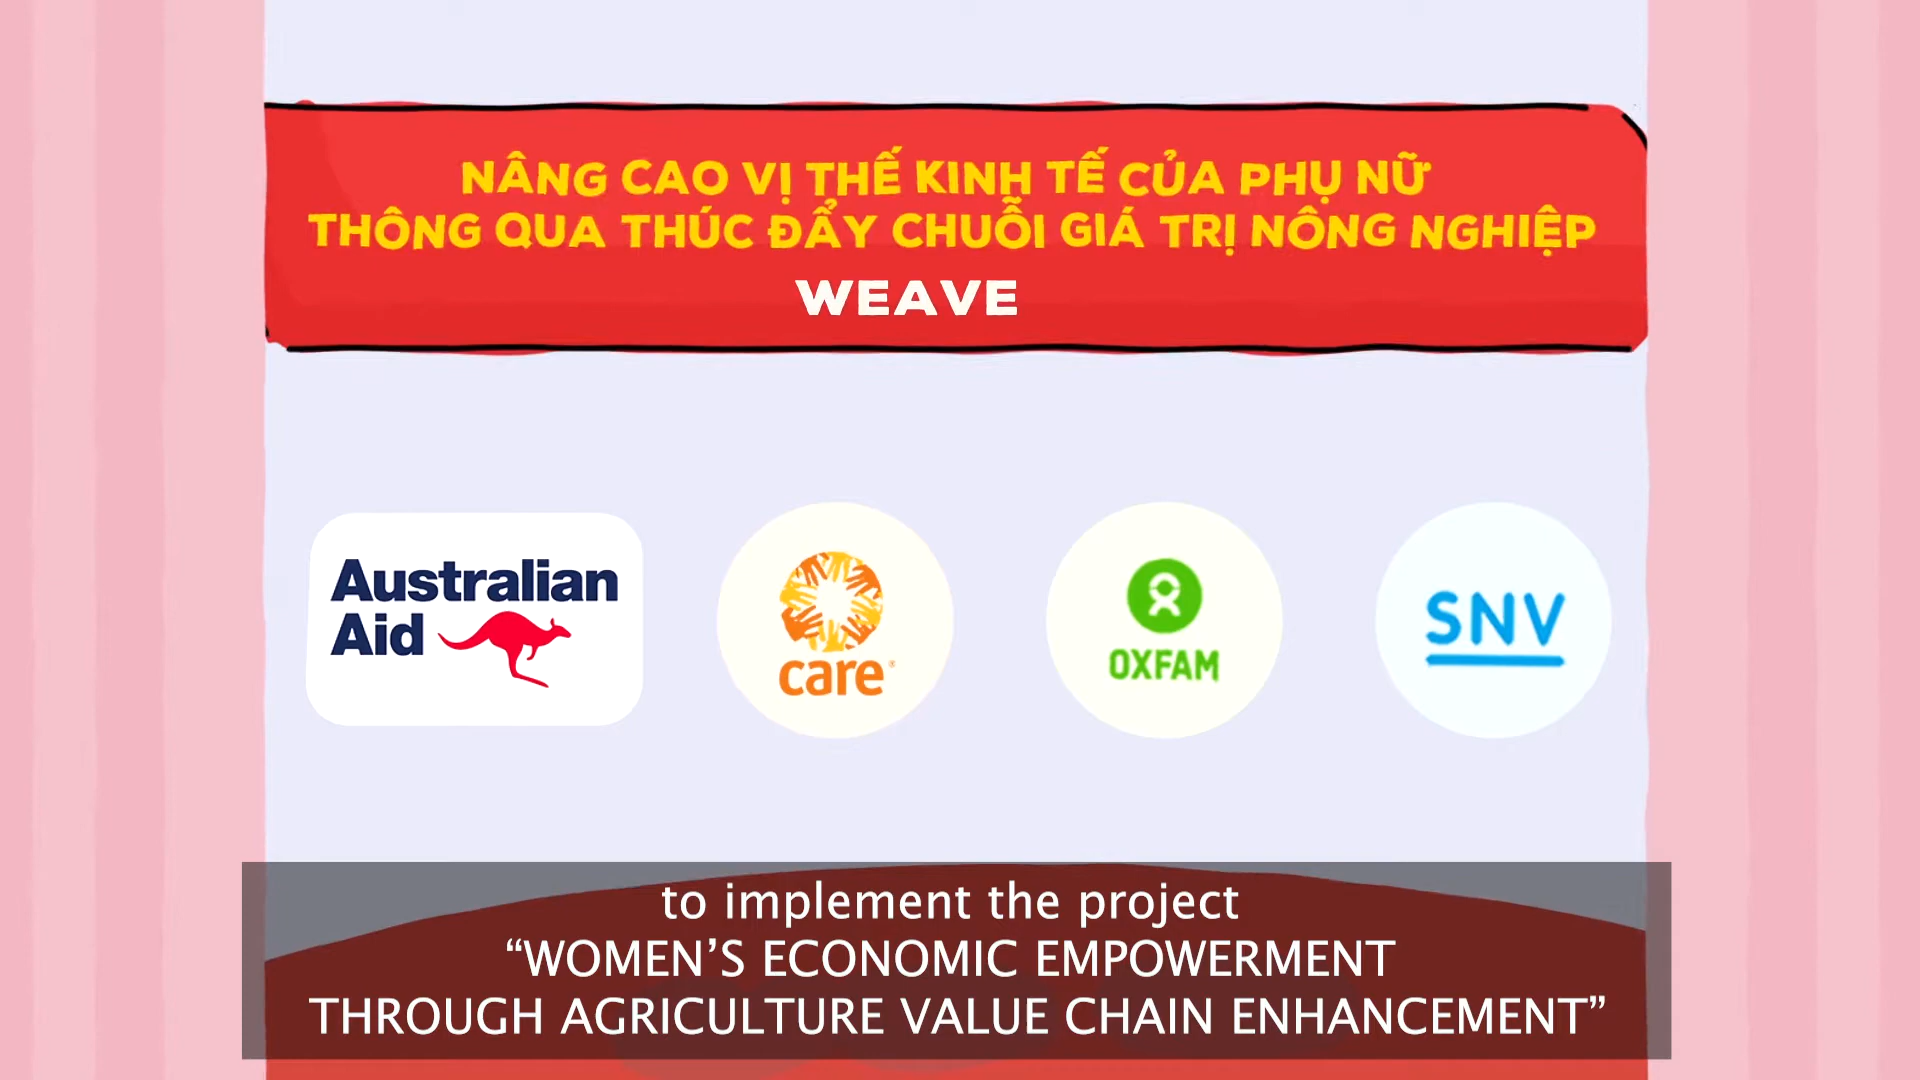 NÂNG CAO VỊ THẾ KINH TẾ CỦA PHỤ NỮ
THÔNG QUA THÚC ĐẨY CHUỖI GIÁ TRỊ NÔNG NGHIỆP
WEAVE
Australian
Aid
care®
OXFAM
SNV
to implement the project
“WOMEN’S ECONOMIC EMPOWERMENT
THROUGH AGRICULTURE VALUE CHAIN ENHANCEMENT”